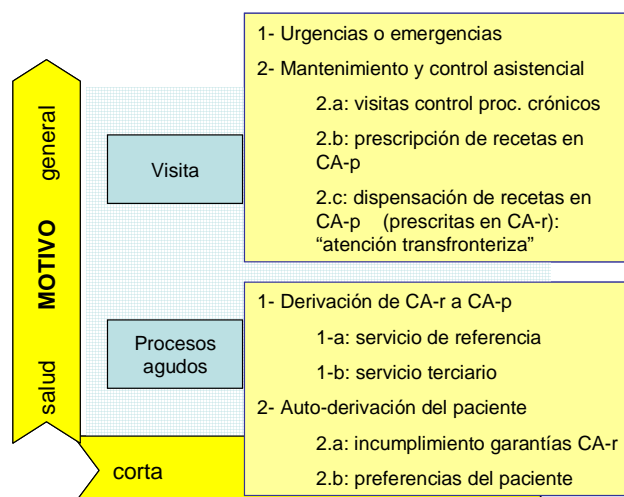 1- Urgencias o emergencias
2- Mantenimiento y control asistencial
2.a: visitas control proc. crónicos
2.b: prescripción de recetas en
CA-p
2.c: dispensación de recetas en
CA-p (prescritas en CA-r):
“atención transfronteriza”
Visita
general
MOTIVO
salud
Procesos
agudos
1- Derivación de CA-r a CA-p
1-a: servicio de referencia
1-b: servicio terciario
2- Auto-derivación del paciente
2.a: incumplimiento garantías CA-r
2.b: preferencias del paciente
corta